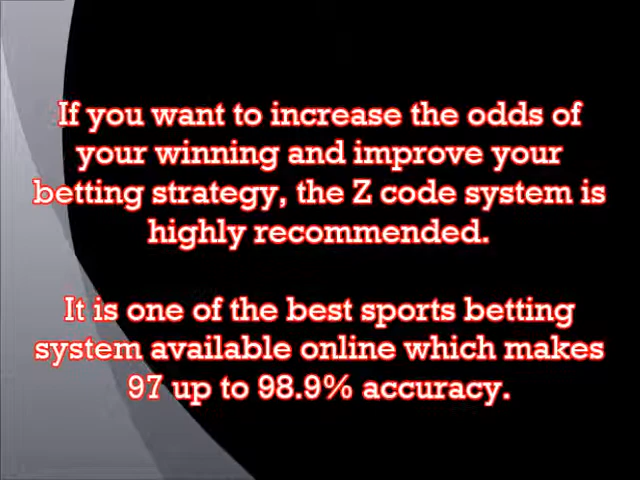 If you want to increase the odds of
your winning and improve your
betting strategy, the Z code system is
highly recommended.
It is one of the best sports betting
system available online which makes
97 up to 98.9% accuracy.